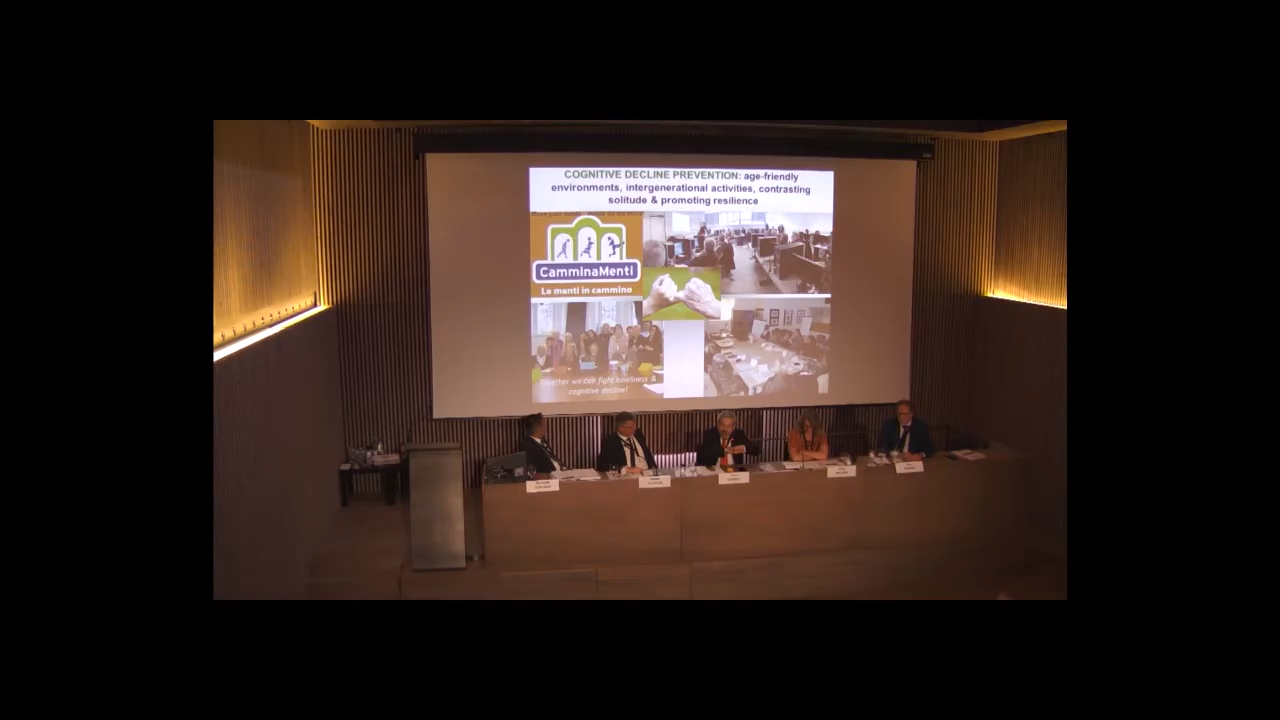 COGNITIVE DECLINE PREVENTION: age-friendly
environments, intergenerational activities, contrasting
solitude & promoting resilience
CamminaMenti
Le menti in cammino
Together we can fight loneliness &
cognitive decline!